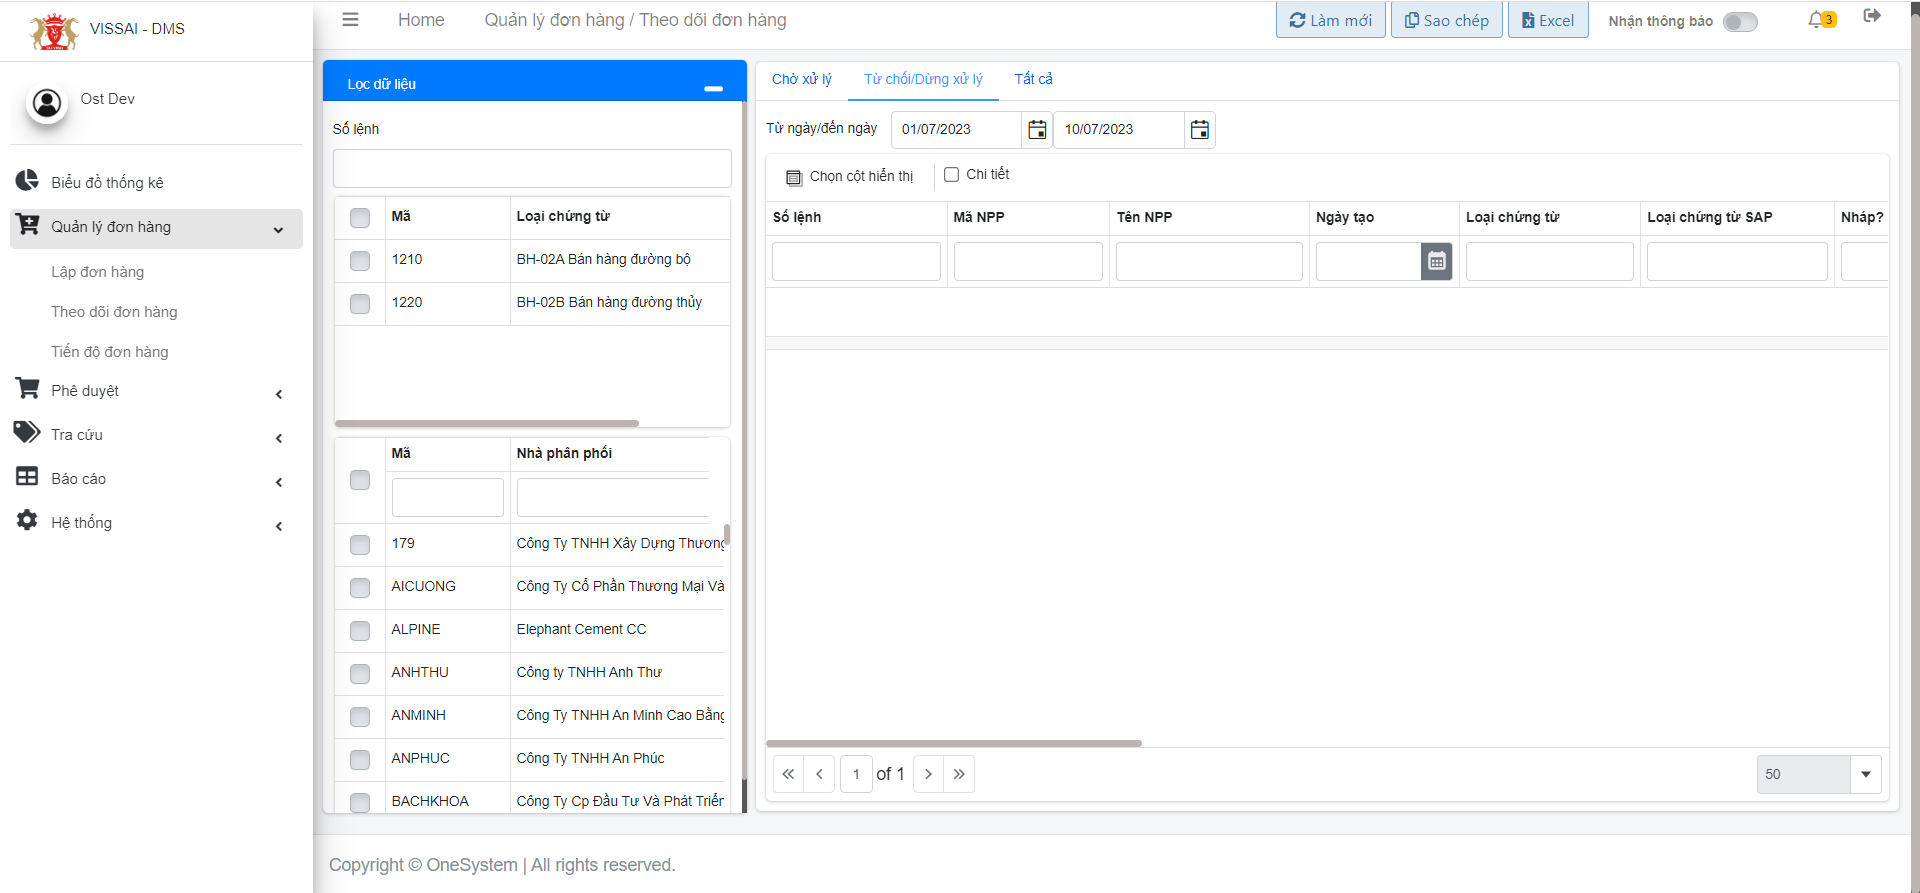 VISSAI - DMS
Home
Quản lý đơn hàng / Theo dõi đơn hàng
Làm mới
Sao chép
Excel
Nhận thông báo
3
Ost Dev
Biểu đồ thống kê
Quản lý đơn hàng
Lập đơn hàng
Theo dõi đơn hàng
Tiến độ đơn hàng
Phê duyệt
Tra cứu
Báo cáo
Hệ thống
Lọc dữ liệu
Số lệnh
Mã Loại chứng từ
1210 BH-02A Bán hàng đường bộ
1220 BH-02B Bán hàng đường thủy
Mã Nhà phân phối
179 Công Ty TNHH Xây Dựng Thương
AICUONG Công Ty Cổ Phần Thương Mại Và
ALPINE Elephant Cement CC
ANHTHU Công ty TNHH Anh Thư
ANMINH Công Ty TNHH An Minh Cao Bằng
ANPHUC Công Ty TNHH An Phúc
BACHKHOA Công Ty Cp Đầu Tư Và Phát Triển
Chờ xử lý Từ chối/Dừng xử lý Tất cả
Từ ngày/đến ngày 01/07/2023 10/07/2023
Chọn cột hiển thị Chi tiết
Số lệnh Mã NPP Tên NPP Ngày tạo Loại chứng từ Loại chứng từ SAP Nháp?
« ‹ 1 of 1 › » 50
Copyright © OneSystem | All rights reserved.